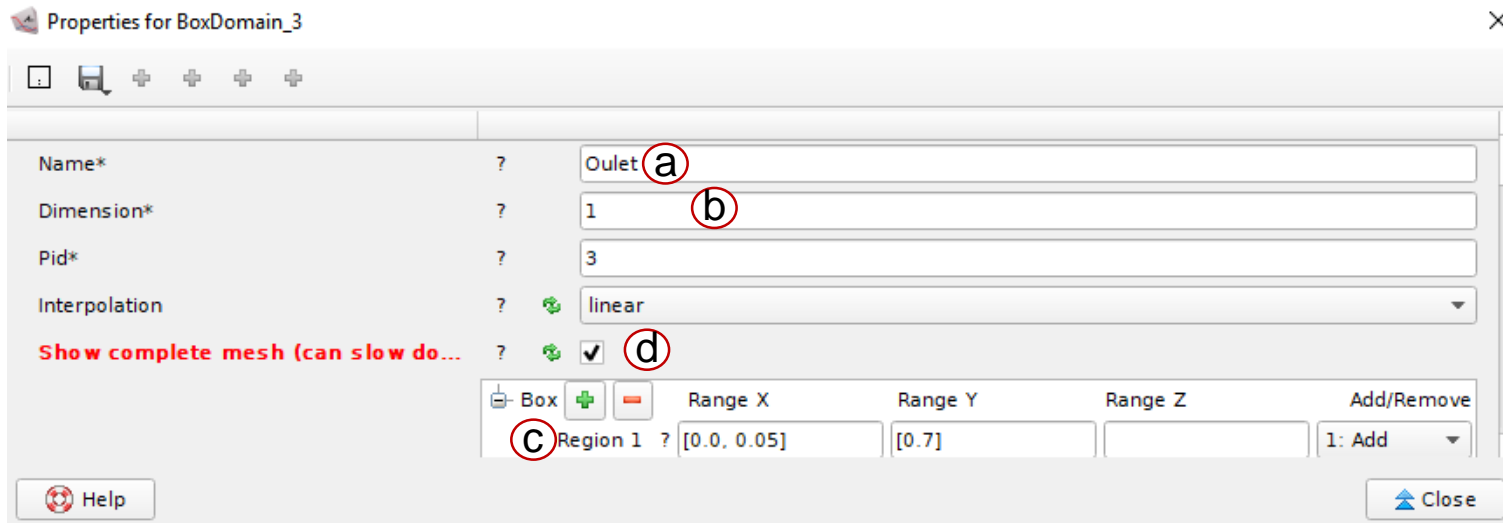 Properties for BoxDomain_3
Name* ? Oulet a
Dimension* ? 1 b
Pid* ? 3
Interpolation ? linear
Show complete mesh (can slow do... ? d
Box Range X Range Y Range Z Add/Remove
c Region 1 ? [0.0, 0.05] [0.7] 1: Add
Help Close